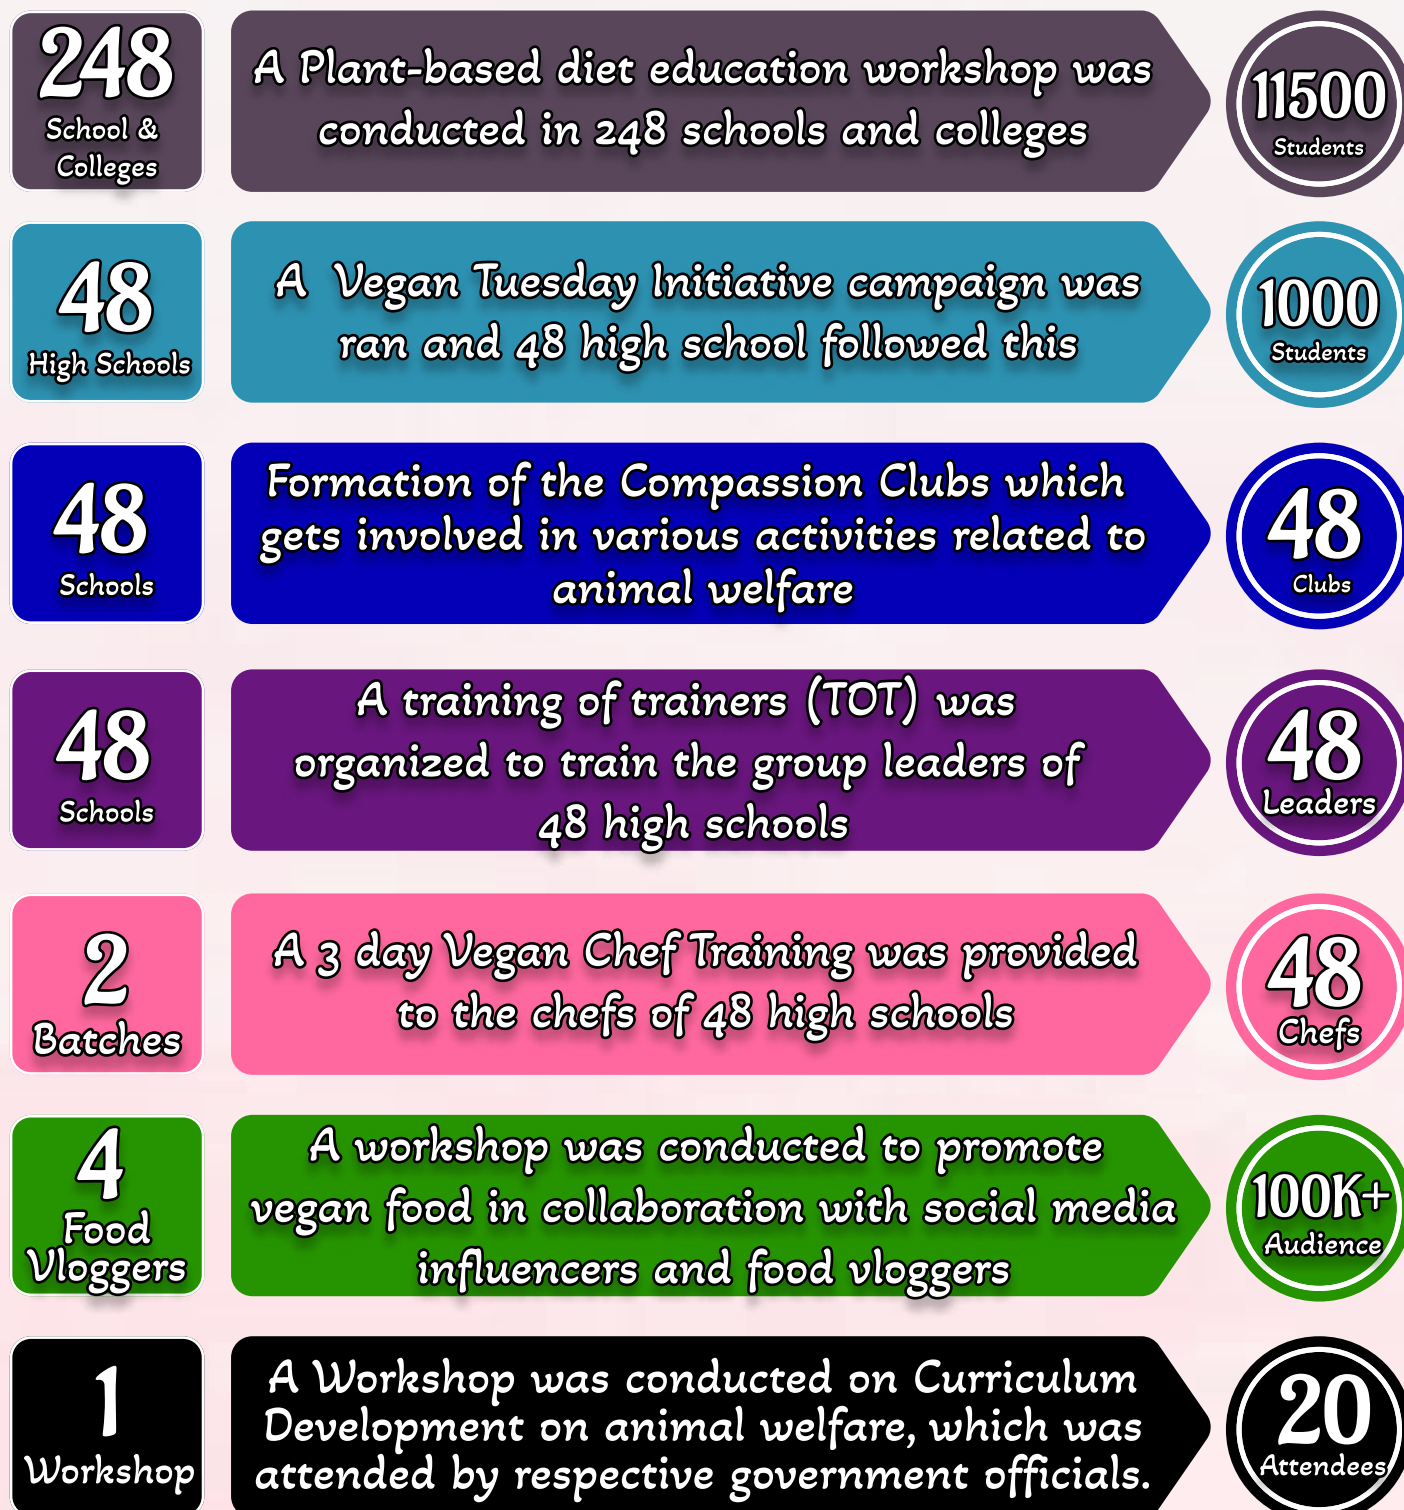 248
School &
Colleges
A Plant-based diet education workshop was
conducted in 248 schools and colleges
11500
Students
48
High Schools
A Vegan Tuesday Initiative campaign was
ran and 48 high school followed this
1000
Students
48
Schools
Formation of the Compassion Clubs which
gets involved in various activities related to
animal welfare
48
Clubs
48
Schools
A training of trainers (TOT) was
organized to train the group leaders of
48 high schools
48
Leaders
2
Batches
A 3 day Vegan Chef Training was provided
to the chefs of 48 high schools
48
Chefs
4
Food
Vloggers
A workshop was conducted to promote
vegan food in collaboration with social media
influencers and food vloggers
100K+
Audience
1
Workshop
A Workshop was conducted on Curriculum
Development on animal welfare, which was
attended by respective government officials.
20
Attendees